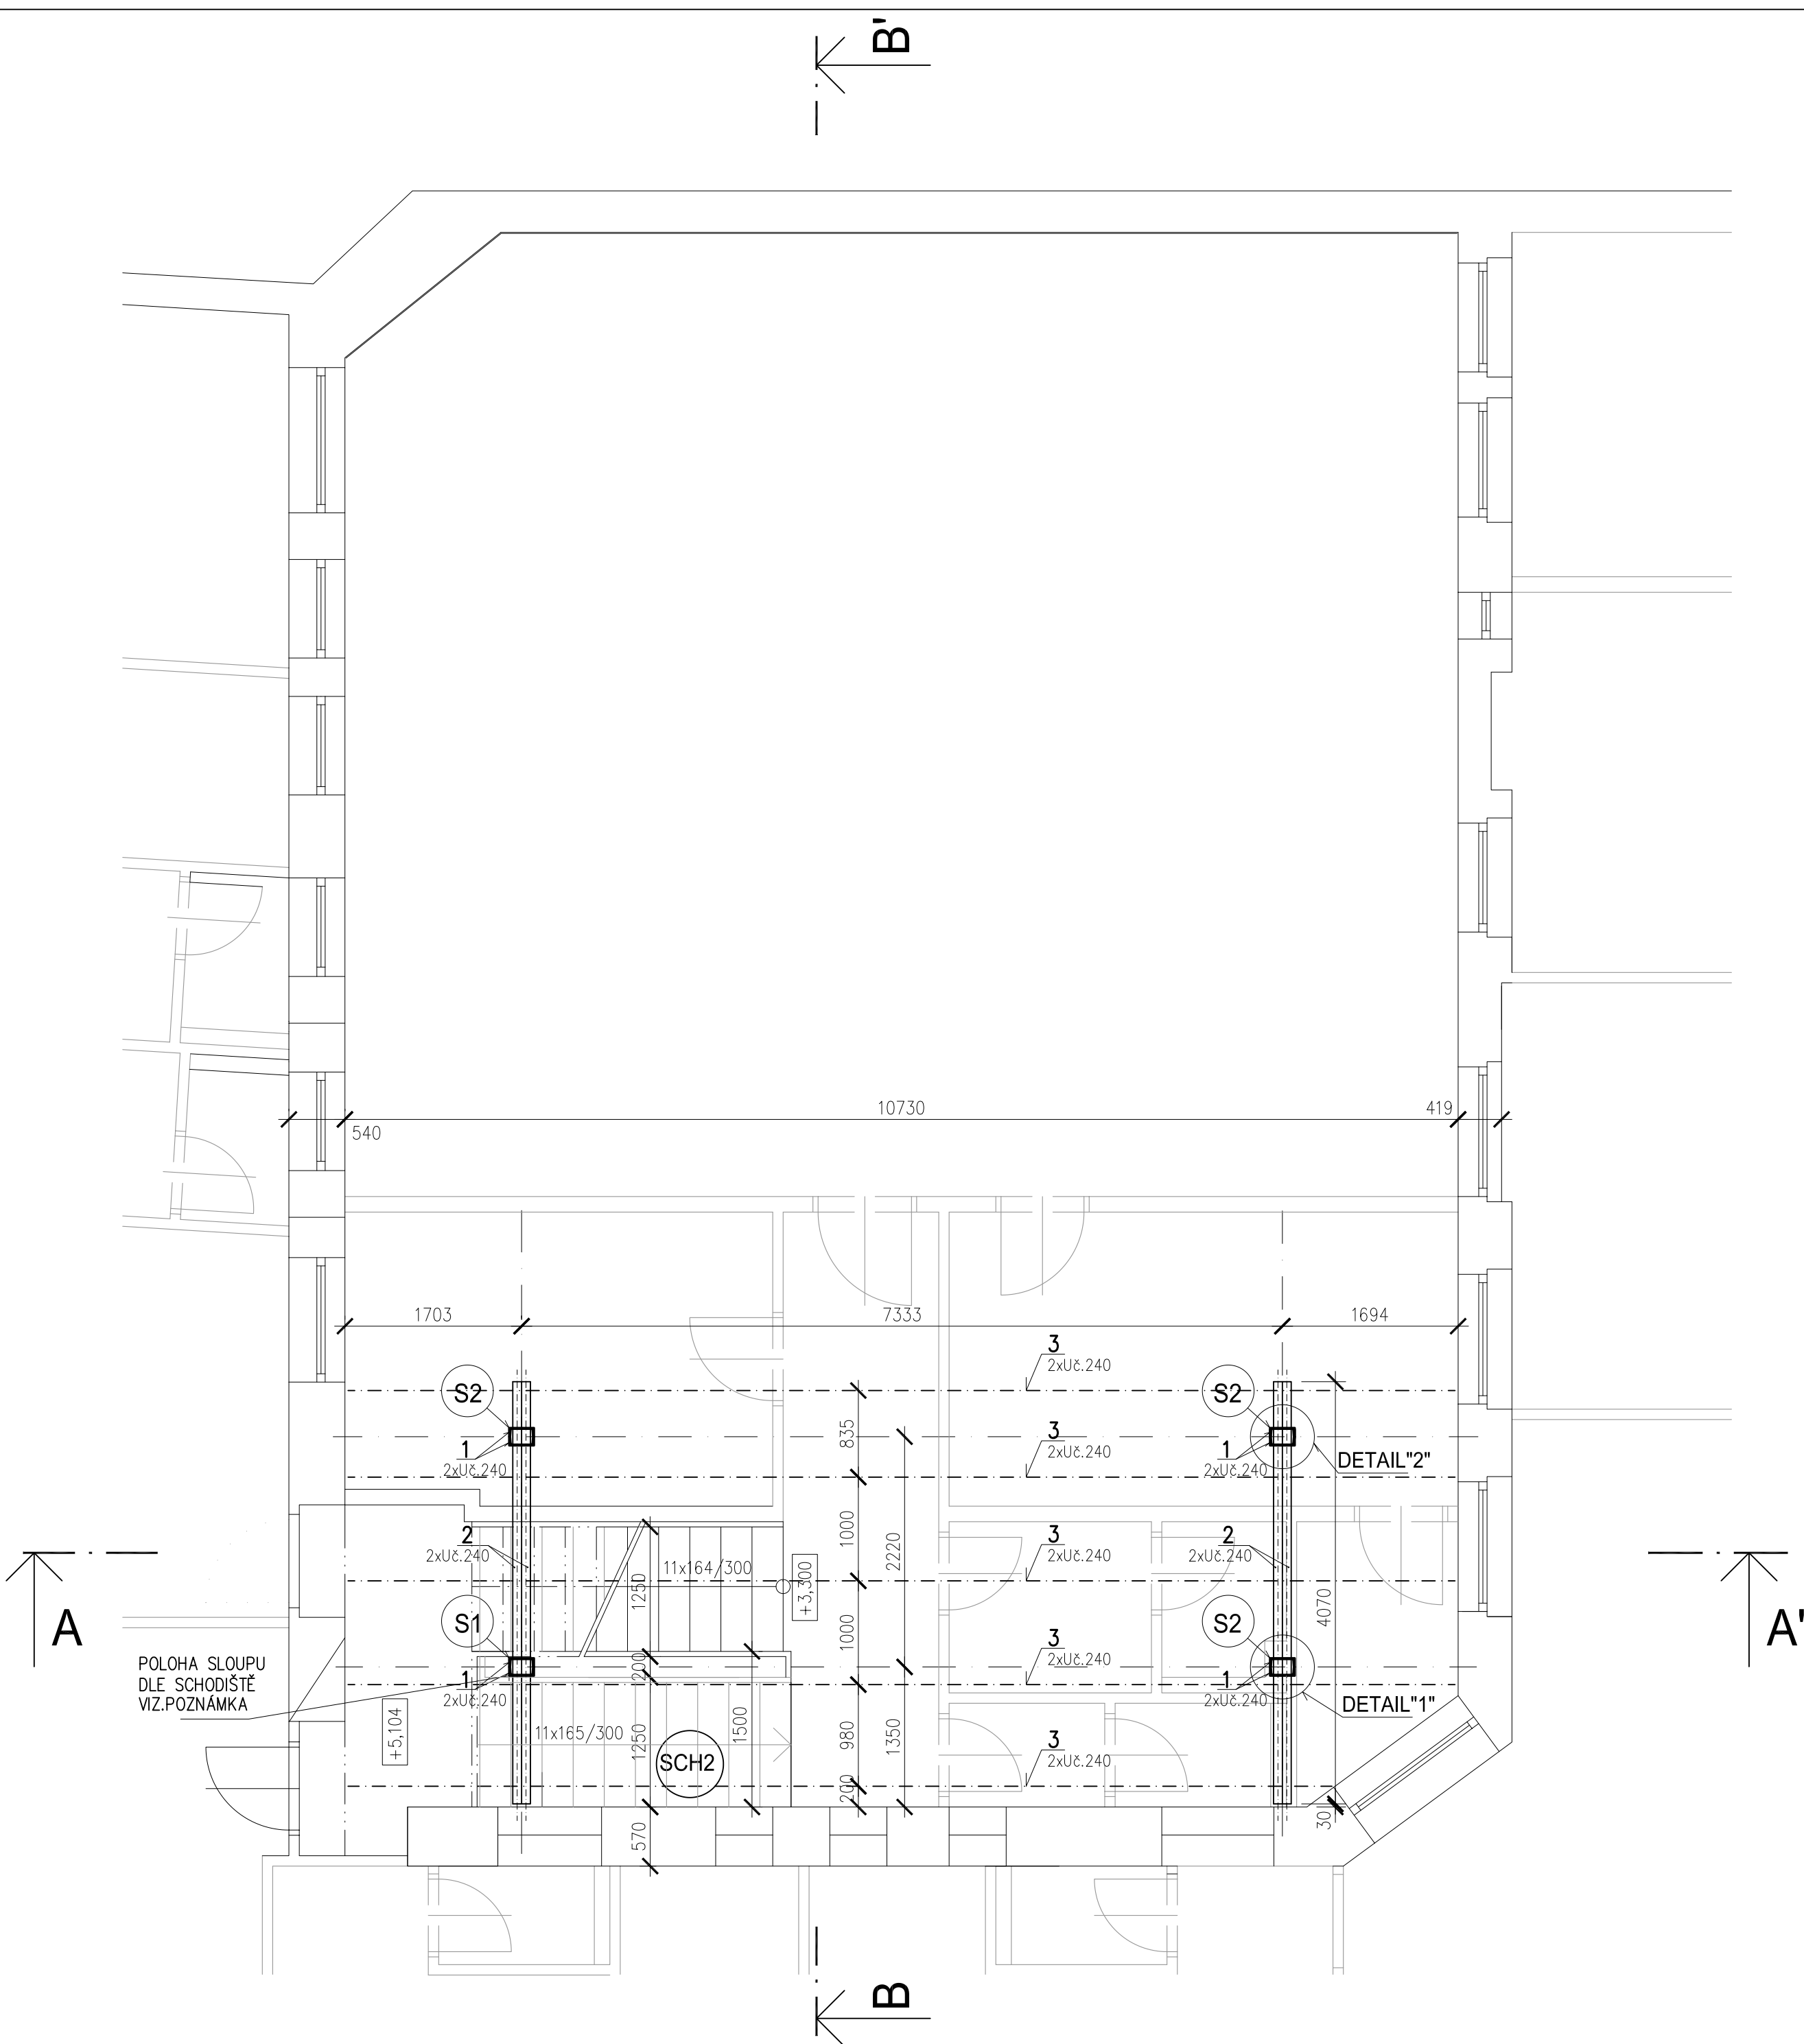 B'
10730
419
540
1703
7333
1694
3
2xUč.240
S2
S2
835
3
2xUč.240
1
2xUč.240
1
2xUč.240
DETAIL"2"
1000
2220
2
2xUč.240
3
2xUč.240
2
2xUč.240
11x164/300
1250
+3,300
4070
S1
S2
1000
A
A'
3
2xUč.240
POLOHA SLOUPU
DLE SCHODIŠTĚ
VIZ.POZNÁMKA
200
1
2xUč.240
1
2xUč.240
DETAIL"1"
+5,104
11x165/300
1250
1500
980
1350
SCH2
3
2xUč.240
200
30
570
B